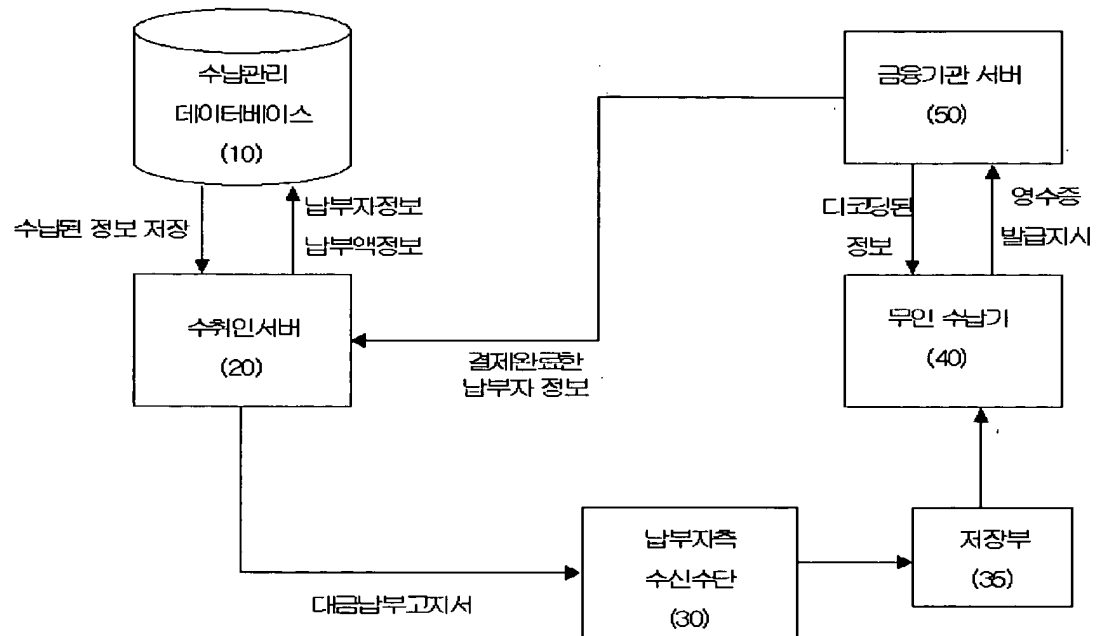 수납관리
데이터베이스
(10)
금융기관 서버
(50)
수납된 정보 저장
납부자정보
납부액정보
디코딩된
정보
영수증
발급지시
수취인서버
(20)
결제완료한
납부자 정보
무인 수납기
(40)
대금납부고지서
납부자측
수신수단
(30)
저장부
(35)